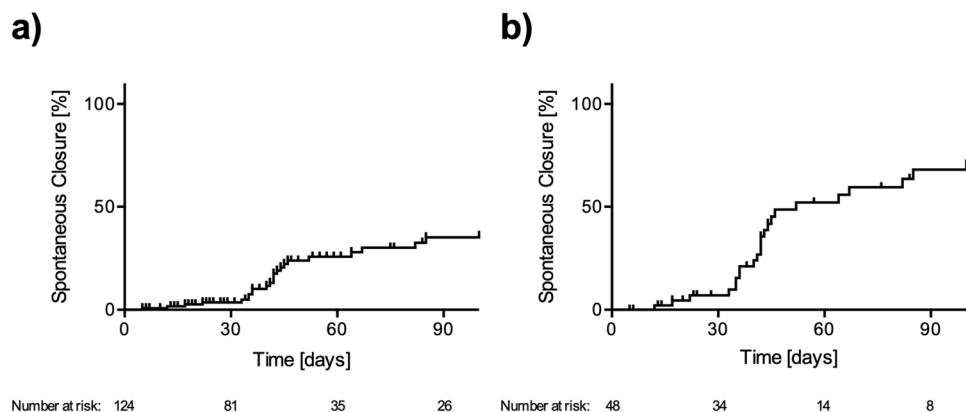 a)
Spontaneous Closure [%]
100
50
0
0 30 60 90
Time [days]
Number at risk: 124 81 35 26
b)
Spontaneous Closure [%]
100
50
0
0 30 60 90
Time [days]
Number at risk: 48 34 14 8